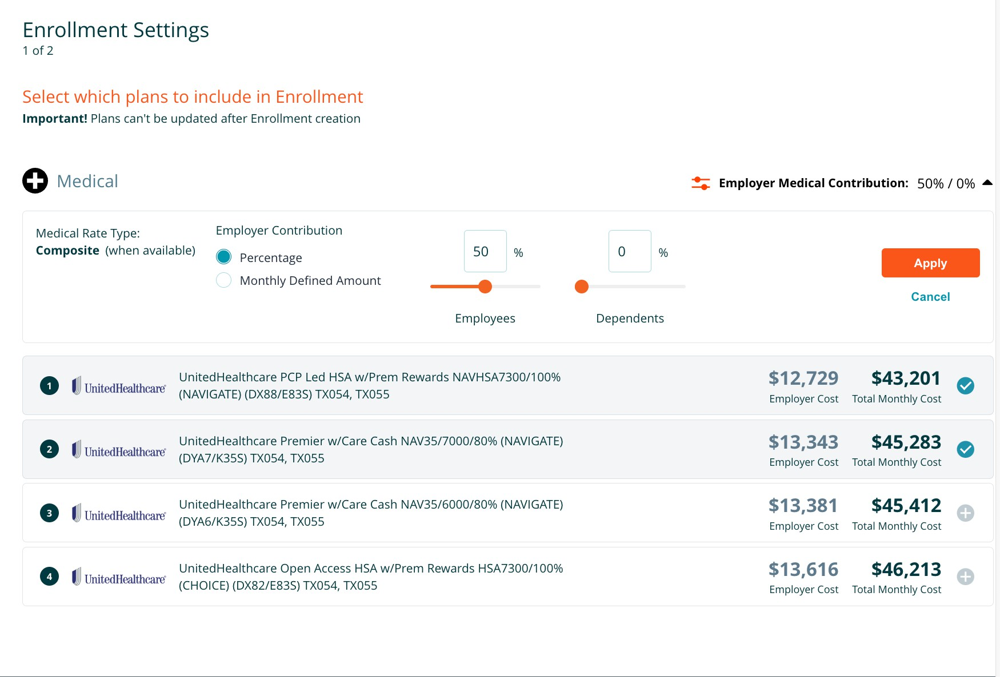 Enrollment Settings
1 of 2
Select which plans to include in Enrollment
Important! Plans can't be updated after Enrollment creation
Medical
Employer Medical Contribution: 50% / 0%
Medical Rate Type:
Composite (when available)
Employer Contribution
Percentage
Monthly Defined Amount
50 %
Employees
0 %
Dependents
Apply
Cancel
1
UnitedHealthcare
UnitedHealthcare PCP Led HSA w/Prem Rewards NAVHSA7300/100%
(NAVIGATE) (DX88/E83S) TX054, TX055
$12,729
Employer Cost
$43,201
Total Monthly Cost
2
UnitedHealthcare
UnitedHealthcare Premier w/Care Cash NAV35/7000/80% (NAVIGATE)
(DYA7/K35S) TX054, TX055
$13,343
Employer Cost
$45,283
Total Monthly Cost
3
UnitedHealthcare
UnitedHealthcare Premier w/Care Cash NAV35/6000/80% (NAVIGATE)
(DYA6/K35S) TX054, TX055
$13,381
Employer Cost
$45,412
Total Monthly Cost
4
UnitedHealthcare
UnitedHealthcare Open Access HSA w/Prem Rewards HSA7300/100%
(CHOICE) (DX82/E83S) TX054, TX055
$13,616
Employer Cost
$46,213
Total Monthly Cost